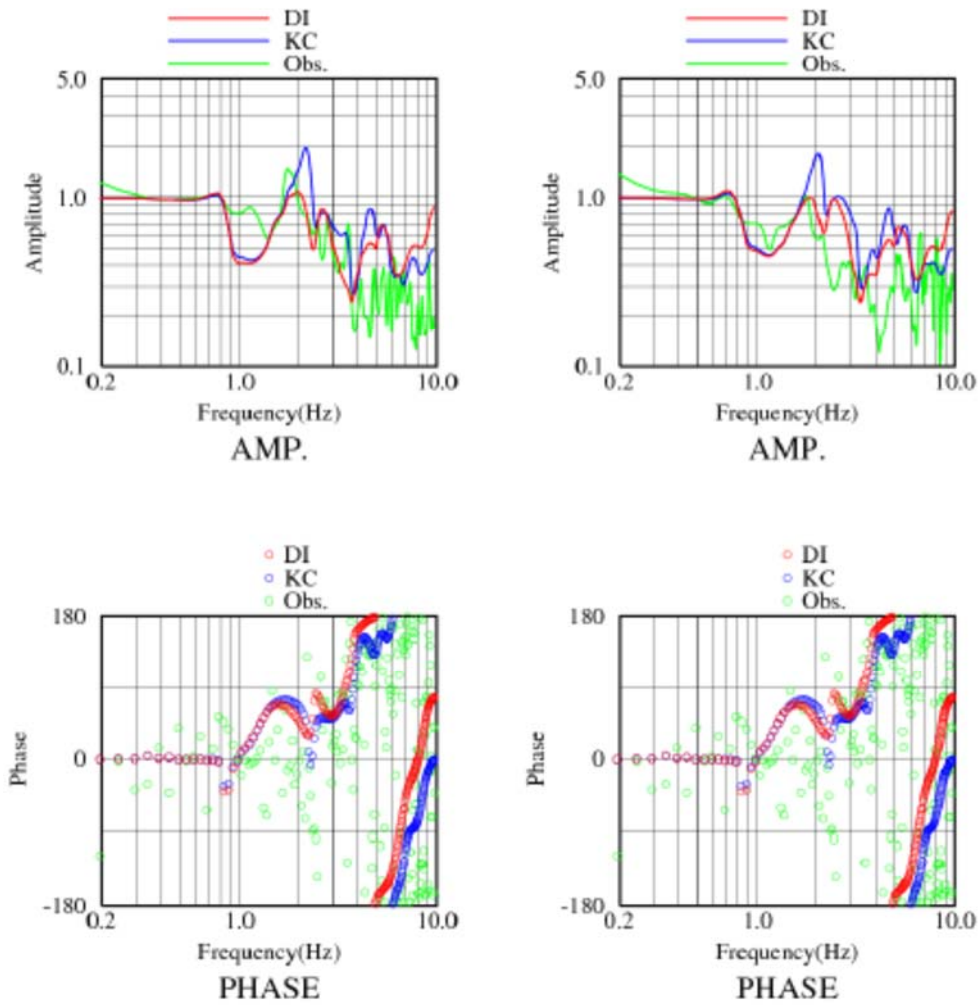 DI
KC
Obs.
5.0
1.0
0.1
Amplitude
0.2 1.0 10.0
Frequency(Hz)
AMP.
DI
KC
Obs.
5.0
1.0
0.1
Amplitude
0.2 1.0 10.0
Frequency(Hz)
AMP.
DI
KC
Obs.
180
0
-180
Phase
0.2 1.0 10.0
Frequency(Hz)
PHASE
DI
KC
Obs.
180
0
-180
Phase
0.2 1.0 10.0
Frequency(Hz)
PHASE